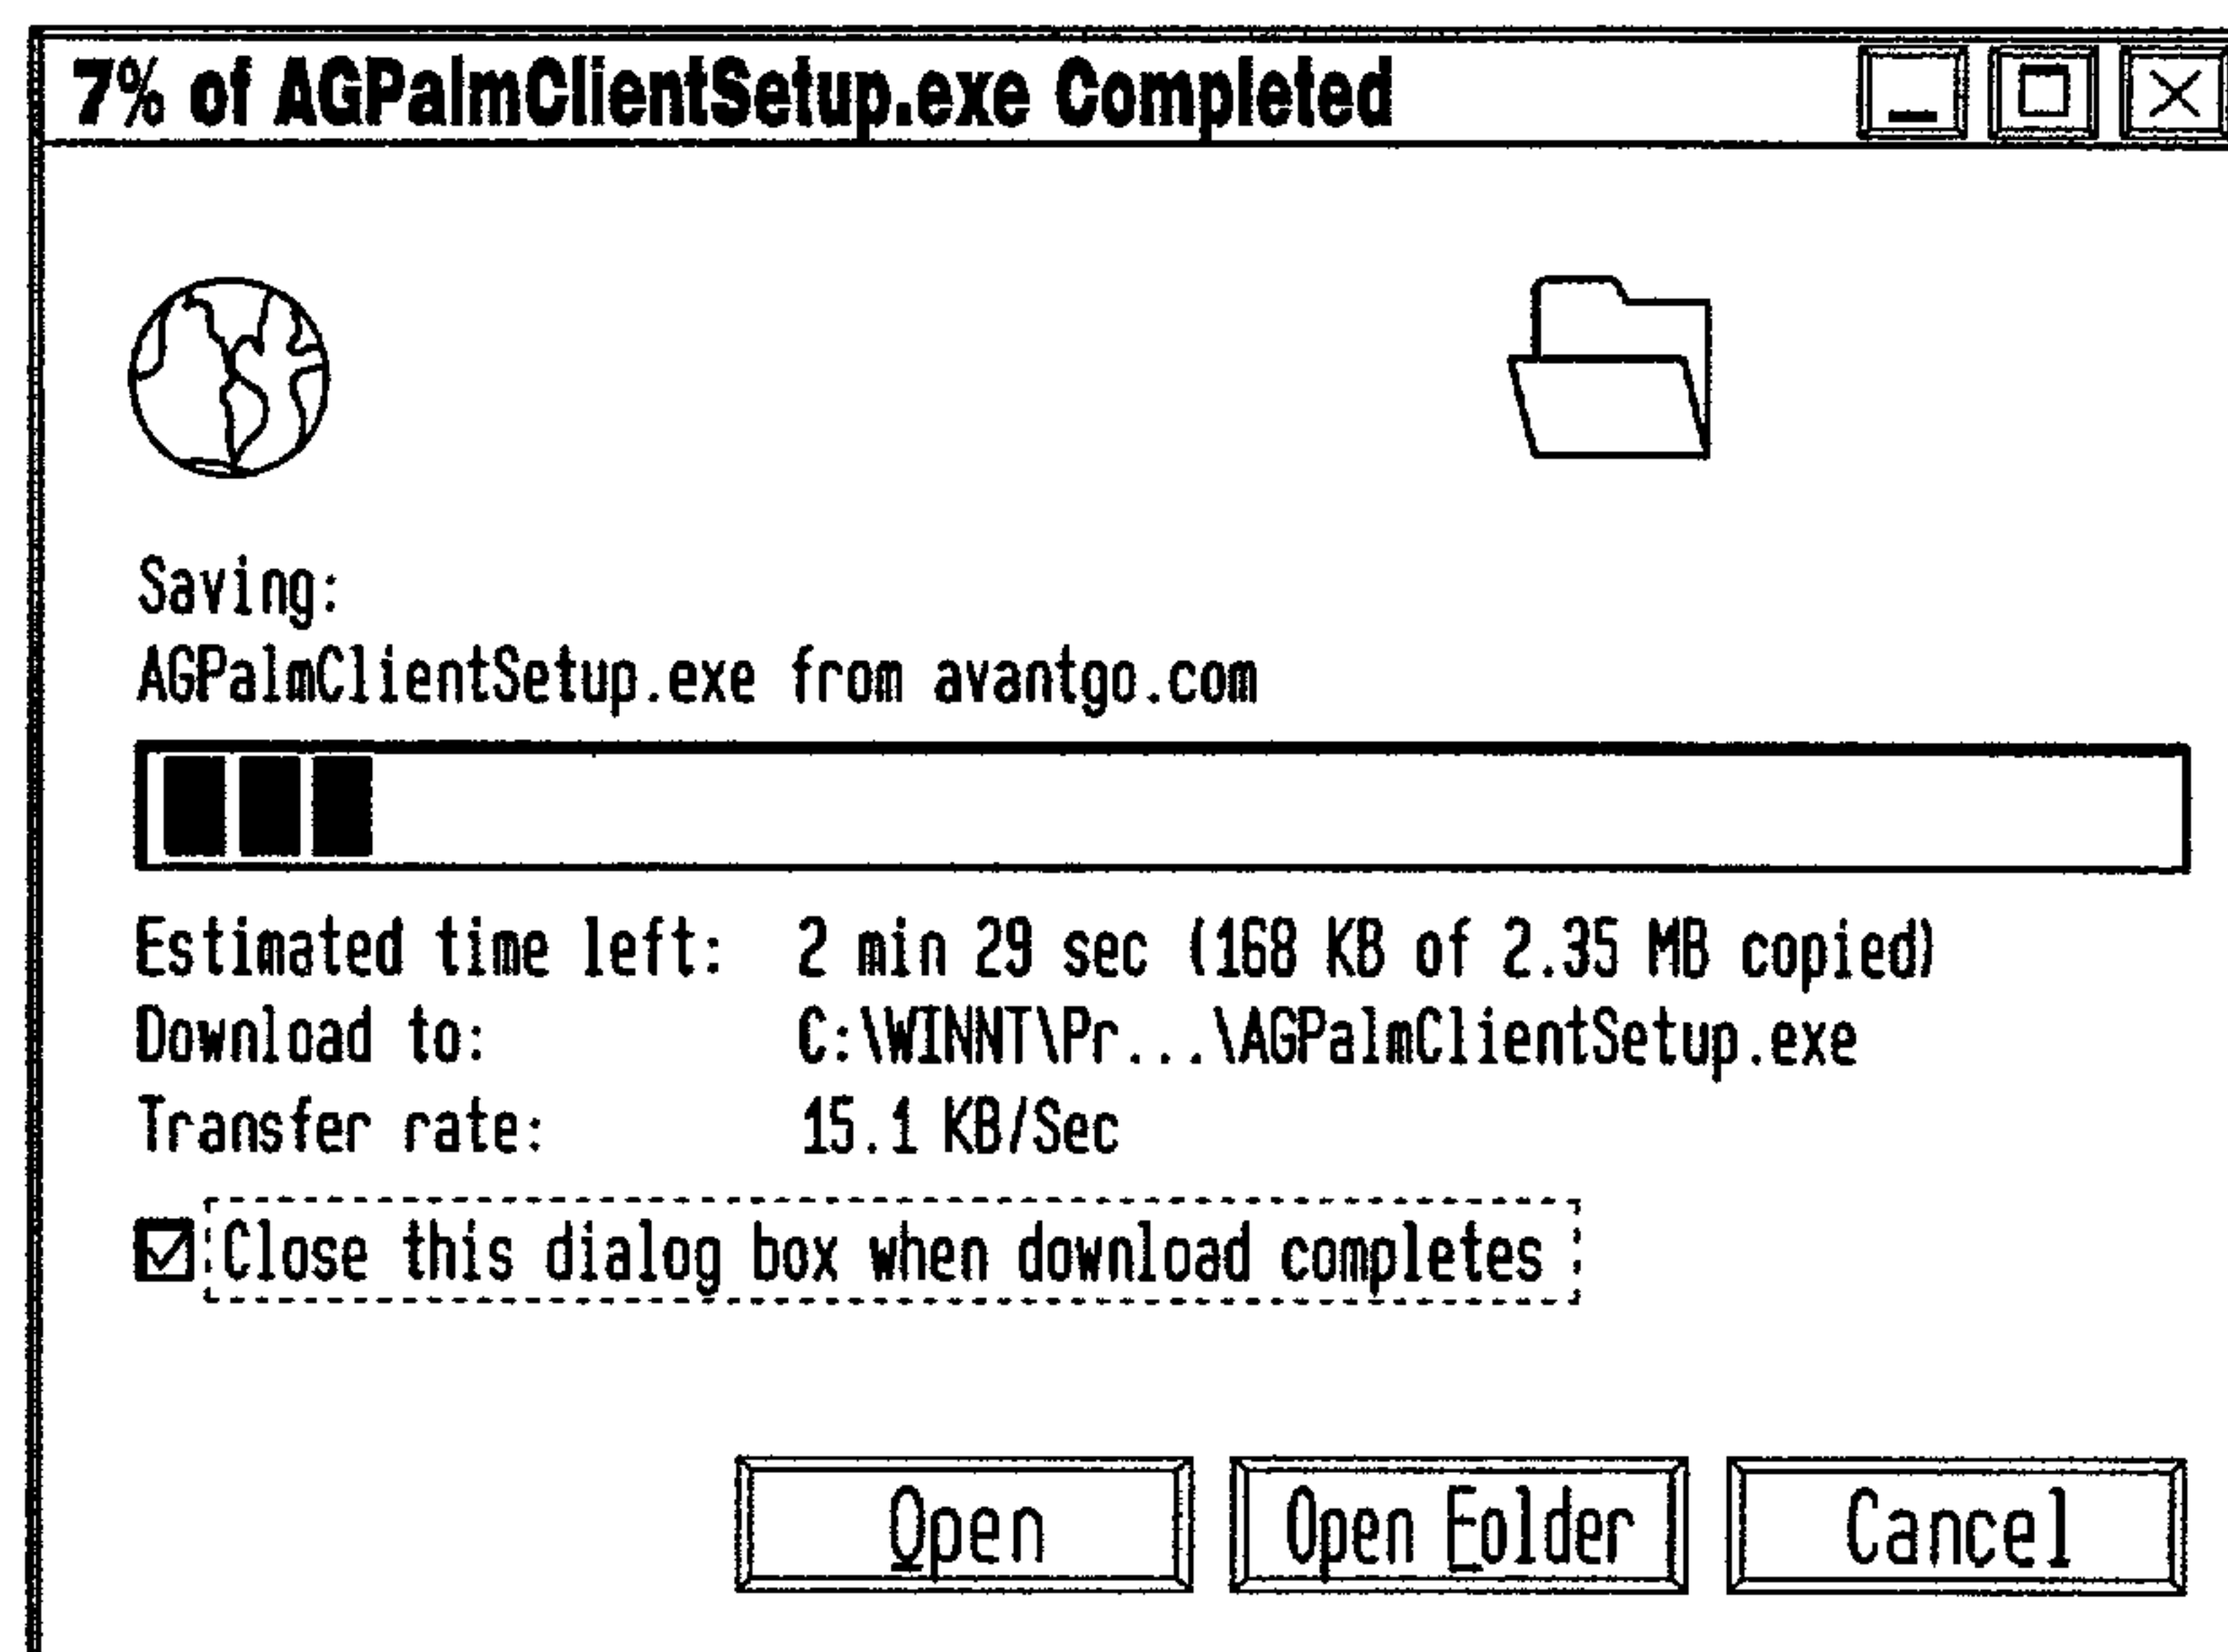 7% of AGPalmClientSetup.exe Completed
Saving:
AGPalmClientSetup.exe from avantgo.com
Estimated time left: 2 min 29 sec (168 KB of 2.35 MB copied)
Download to: C:\WINNT\Pr...\AGPalmClientSetup.exe
Transfer rate: 15.1 KB/Sec
Close this dialog box when download completes
Open Open Folder Cancel